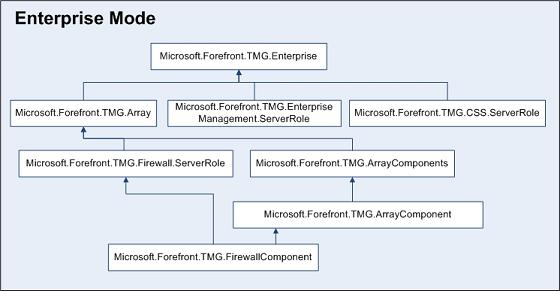 Enterprise Mode
Microsoft.Forefront.TMG.Enterprise
Microsoft.Forefront.TMG.Array
Microsoft.Forefront.TMG.Enterprise
Management.ServerRole
Microsoft.Forefront.TMG.CSS.ServerRole
Microsoft.Forefront.TMG.Firewall.ServerRole
Microsoft.Forefront.TMG.ArrayComponents
Microsoft.Forefront.TMG.ArrayComponent
Microsoft.Forefront.TMG.FirewallComponent